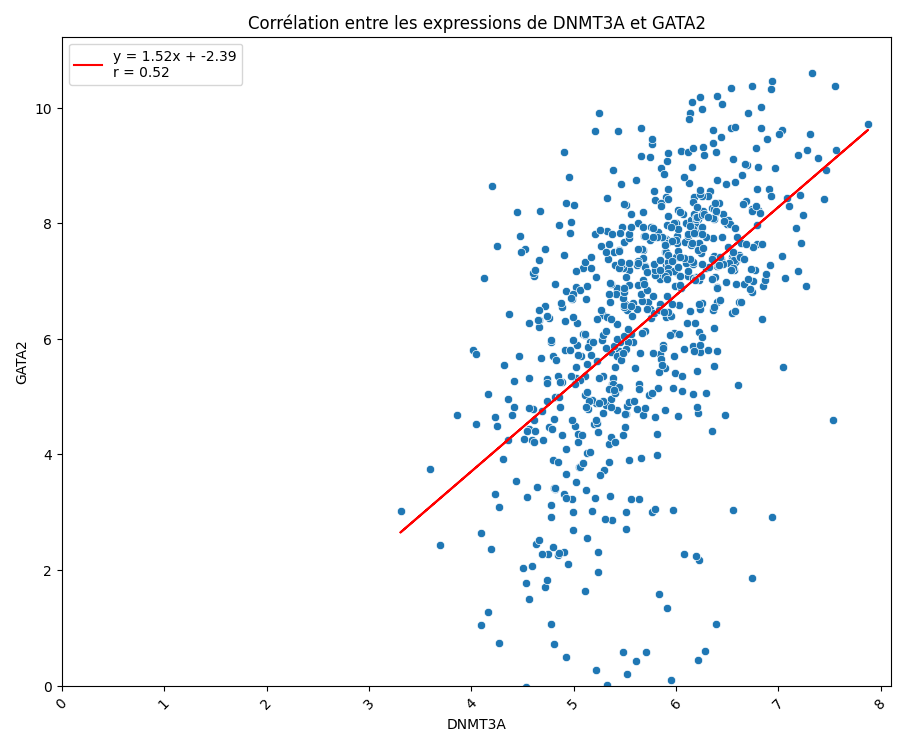 Corrélation entre les expressions de DNMT3A et GATA2
y = 1.52x + -2.39
r = 0.52
10
8
6
4
2
0
GATA2
0 1 2 3 4 5 6 7 8
DNMT3A